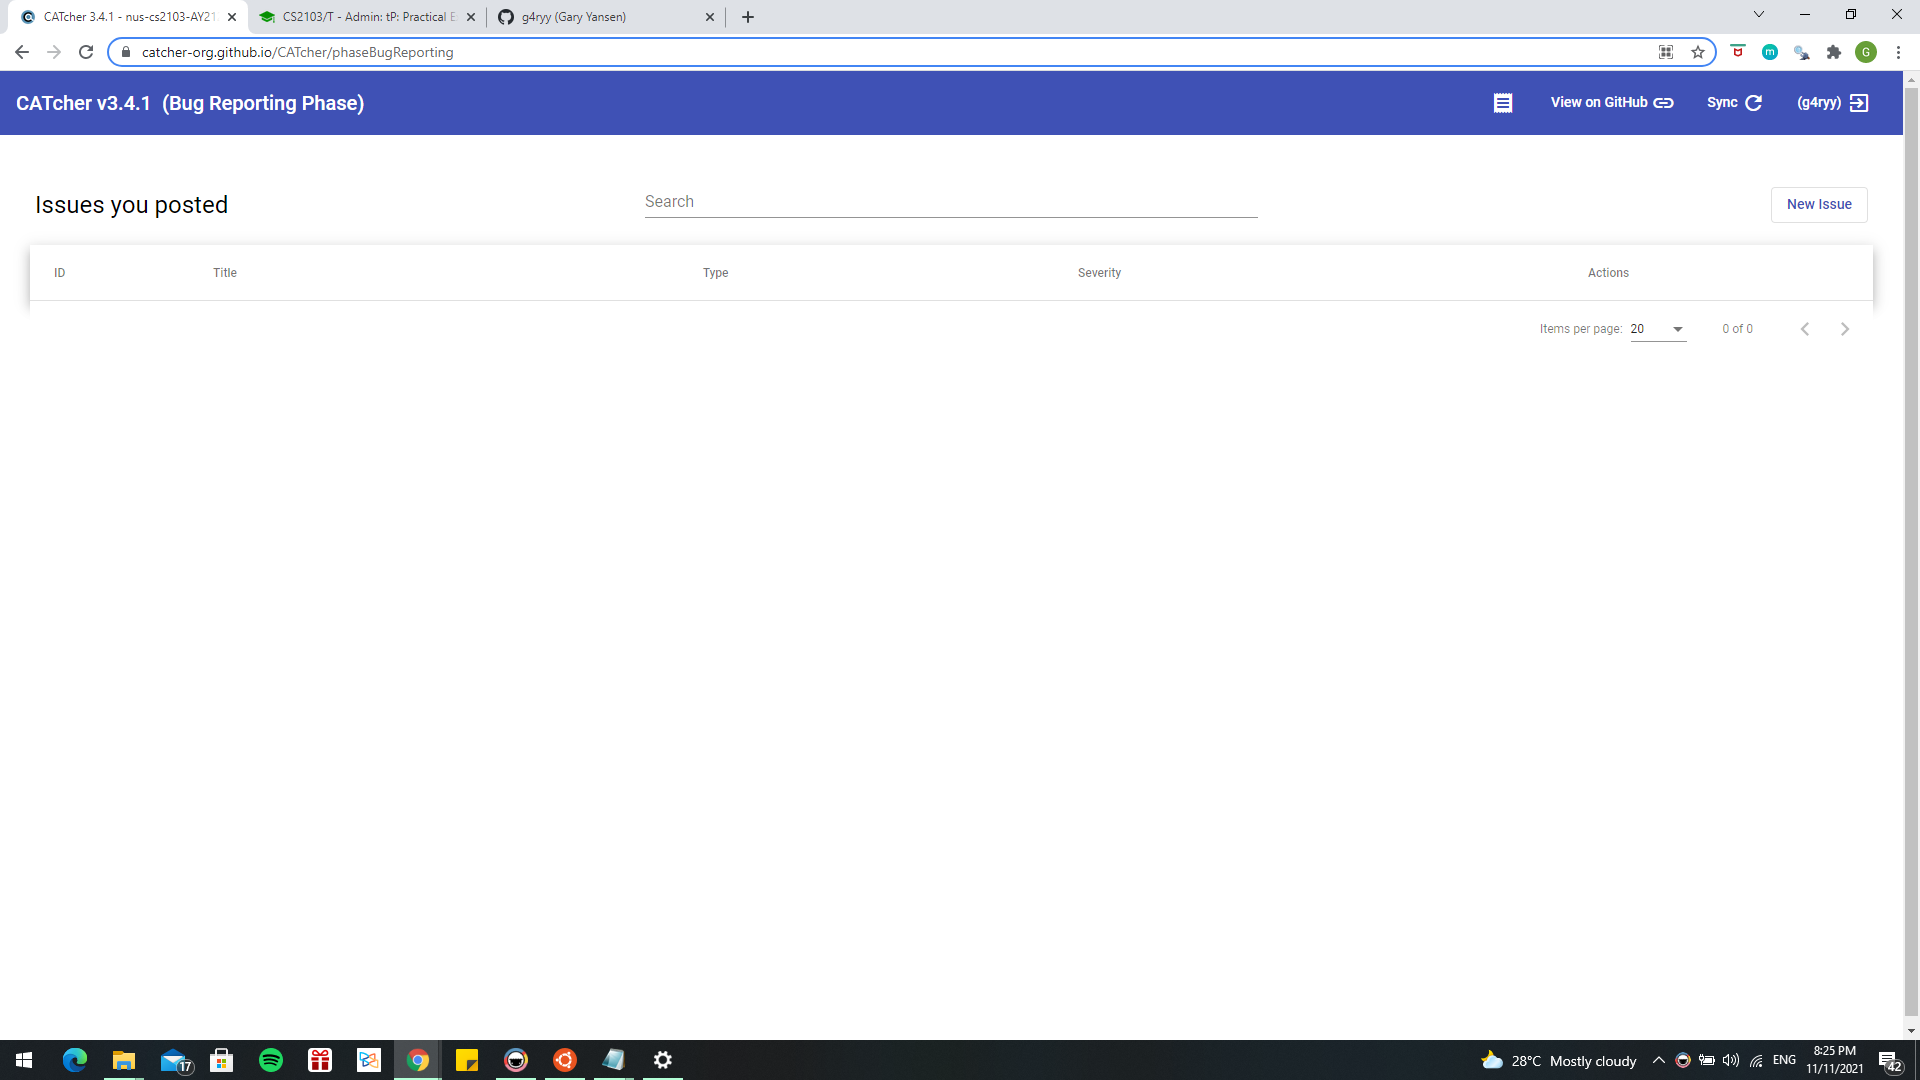 CATcher 3.4.1 - nus-cs2103-AY21
CS2103/T - Admin: tP: Practical E
g4ryy (Gary Yansen)
catcher-org.github.io/CATcher/phaseBugReporting
G
CATcher v3.4.1 (Bug Reporting Phase)
View on GitHub
Sync
(g4ryy)
Issues you posted
Search
New Issue
ID
Title
Type
Severity
Actions
Items per page:
20
0 of 0
17
28°C Mostly cloudy
ENG
8:25 PM
11/11/2021
42